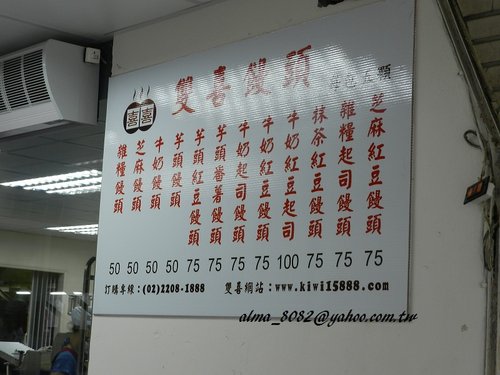 囍
雙喜饅頭 每包五顆
芝麻紅豆饅頭
雜糧起司饅頭
抹茶紅豆饅頭
牛奶紅豆起司
牛奶紅豆饅頭
牛奶起司饅頭
芋頭番薯饅頭
芋頭紅豆饅頭
芋頭饅頭
牛奶饅頭
芝麻饅頭
雜糧饅頭
50 50 50 50 75 75 75 75 100 75 75 75
訂購專線:(02)2208-1888 雙喜網站:www.kiwi15888.com
alma_8082@yahoo.com.tw